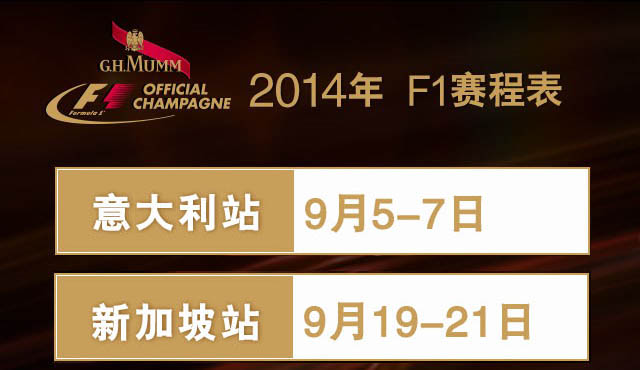 G.H.MUMM
F1 OFFICIAL
CHAMPAGNE
Formula 1
2014年 F1赛程表
意大利站 9月5-7日
新加坡站 9月19-21日